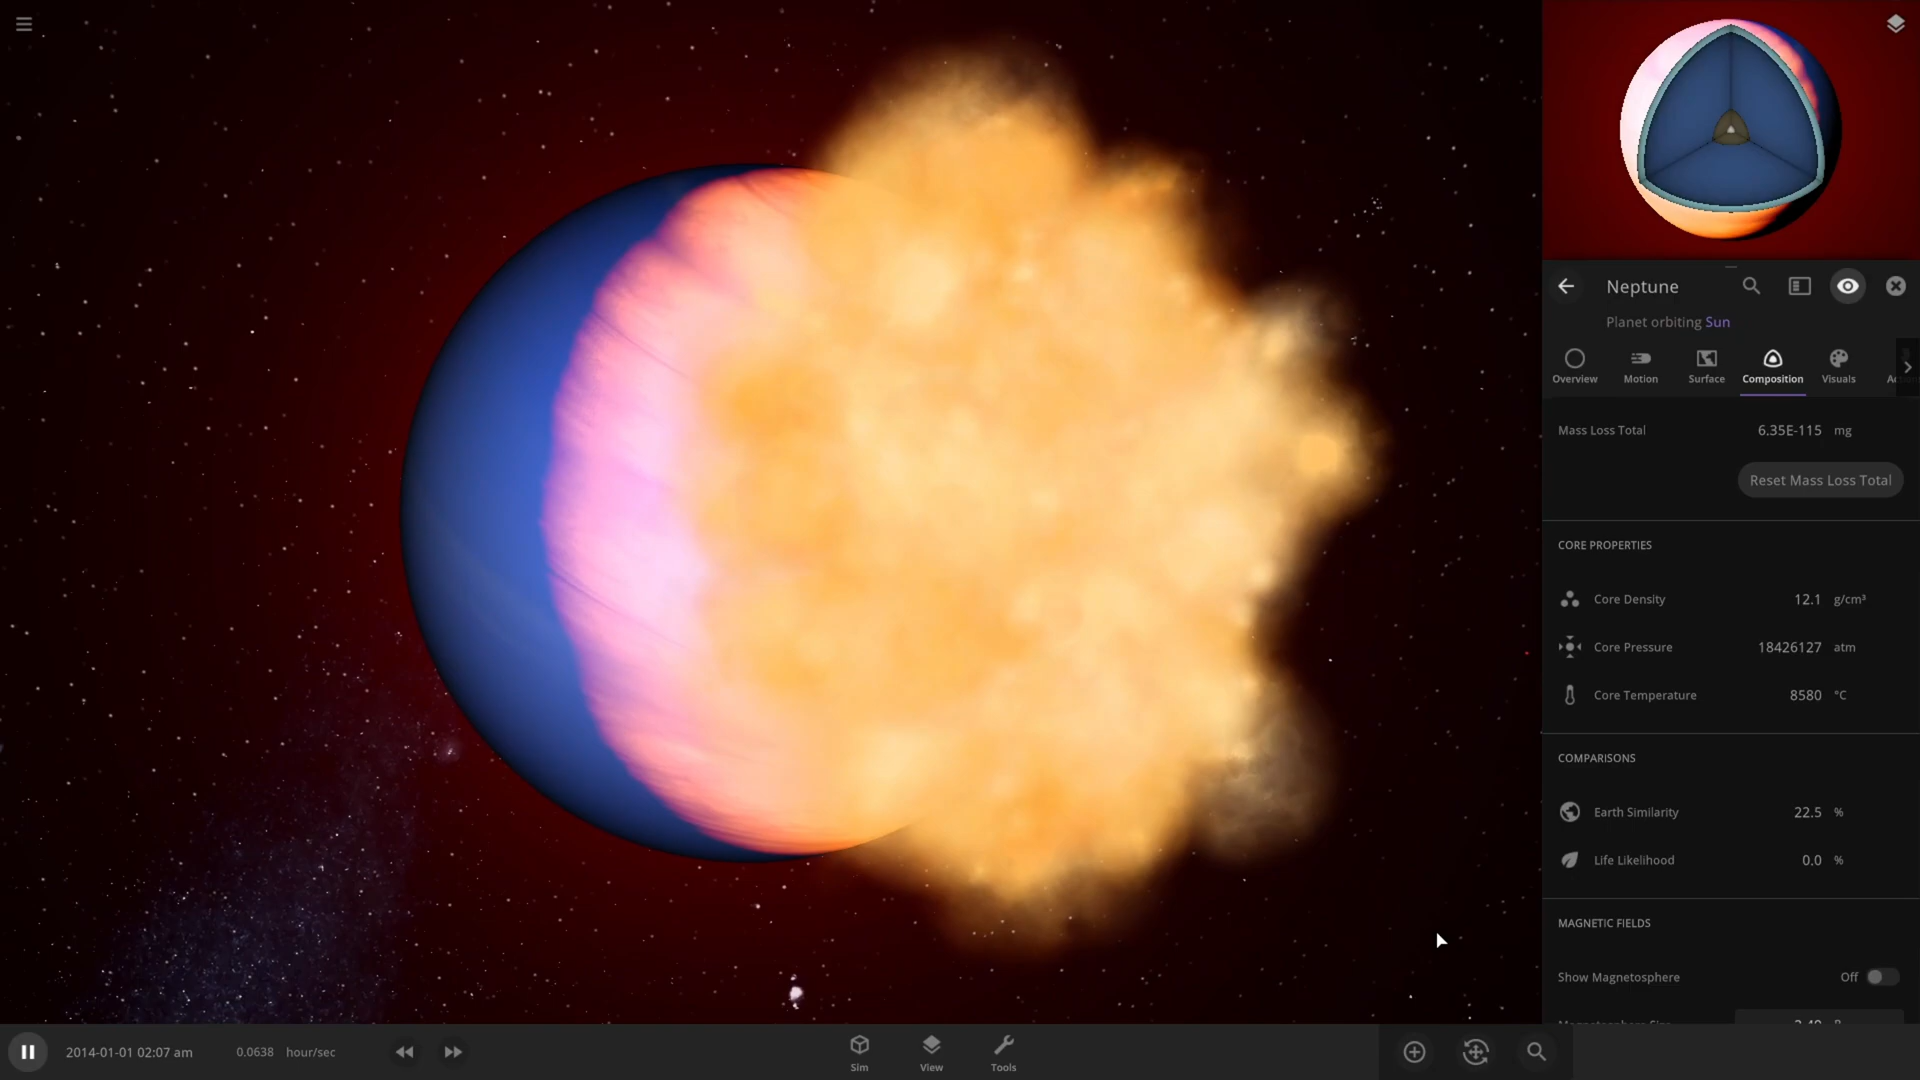 Neptune
Planet orbiting Sun
Overview
Motion
Surface
Composition
Visuals
Mass Loss Total 6.35E-115 mg
Reset Mass Loss Total
CORE PROPERTIES
Core Density 12.1 g/cm³
Core Pressure 18426127 atm
Core Temperature 8580 °C
COMPARISONS
Earth Similarity 22.5 %
Life Likelihood 0.0 %
MAGNETIC FIELDS
Show Magnetosphere Off
2014-01-01 02:07 am 0.0638 hour/sec
Sim
View
Tools